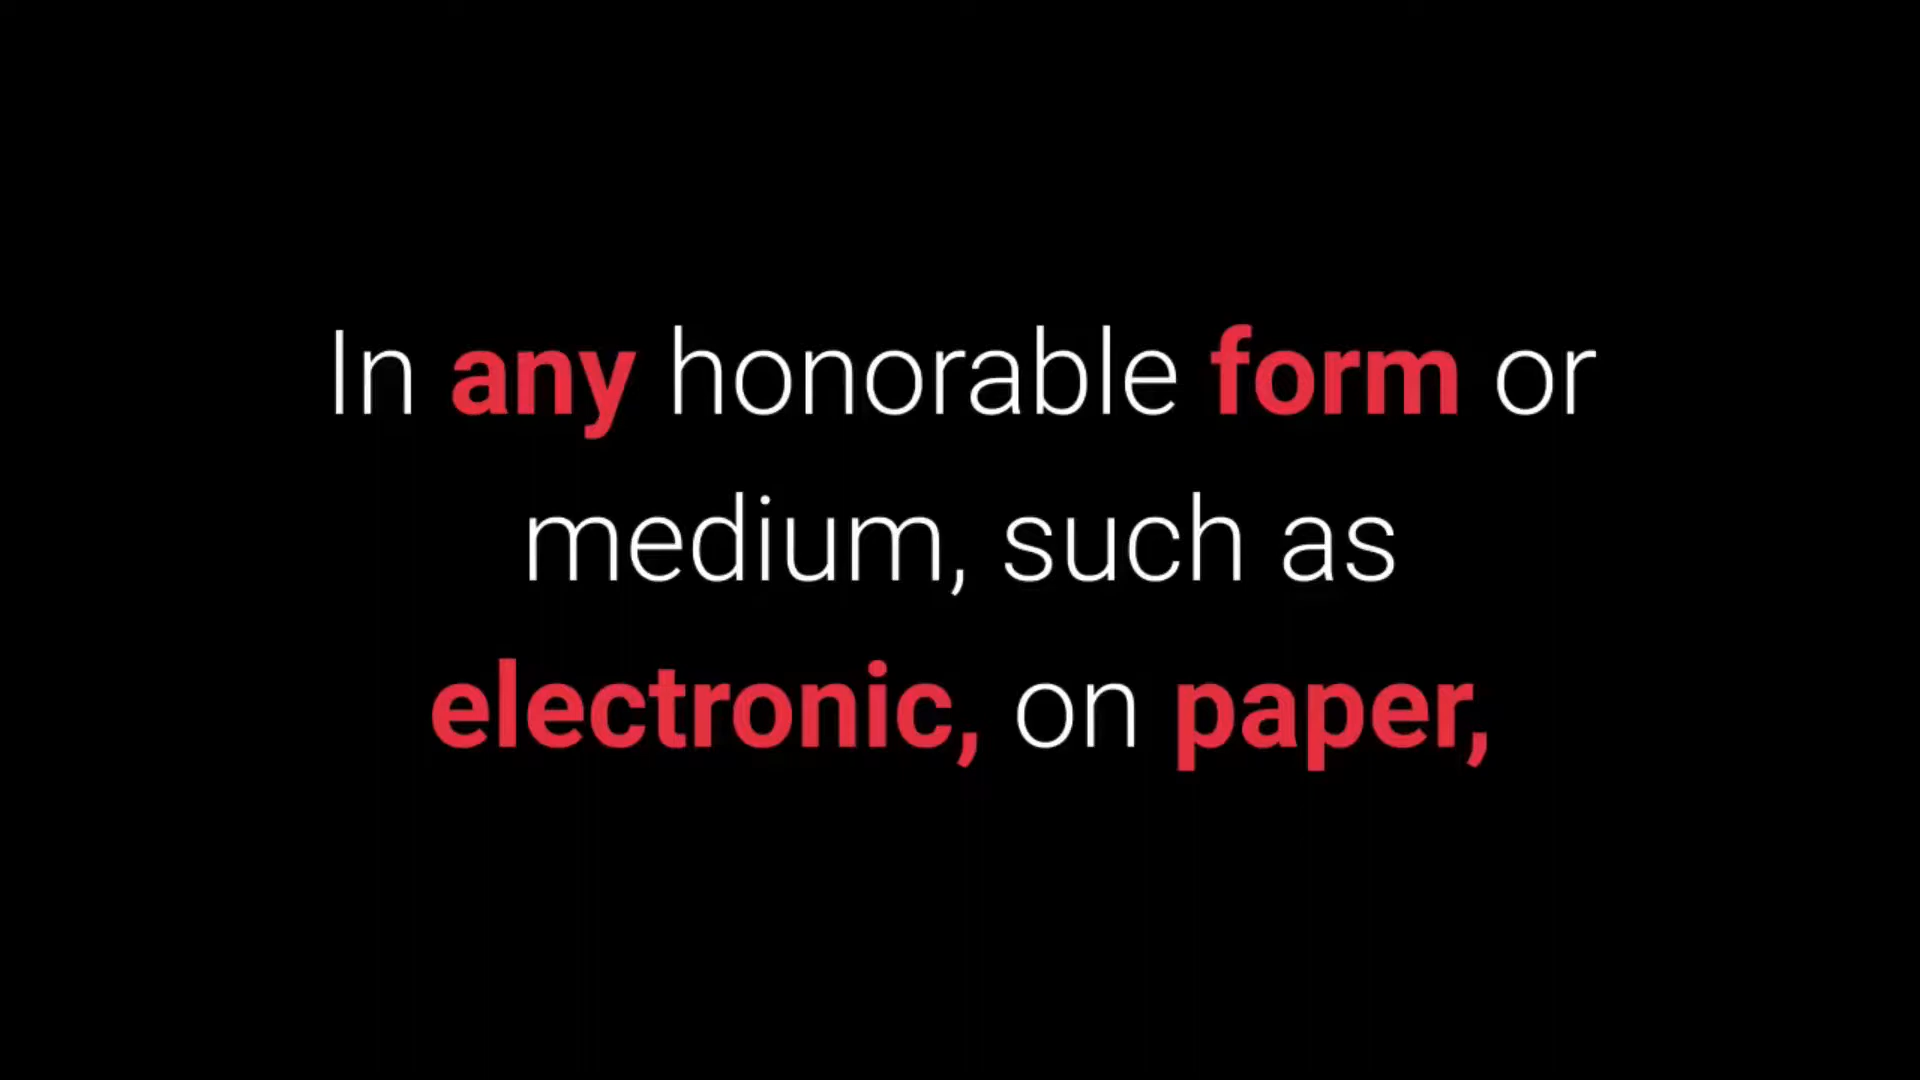 In any honorable form or
medium, such as
electronic, on paper,